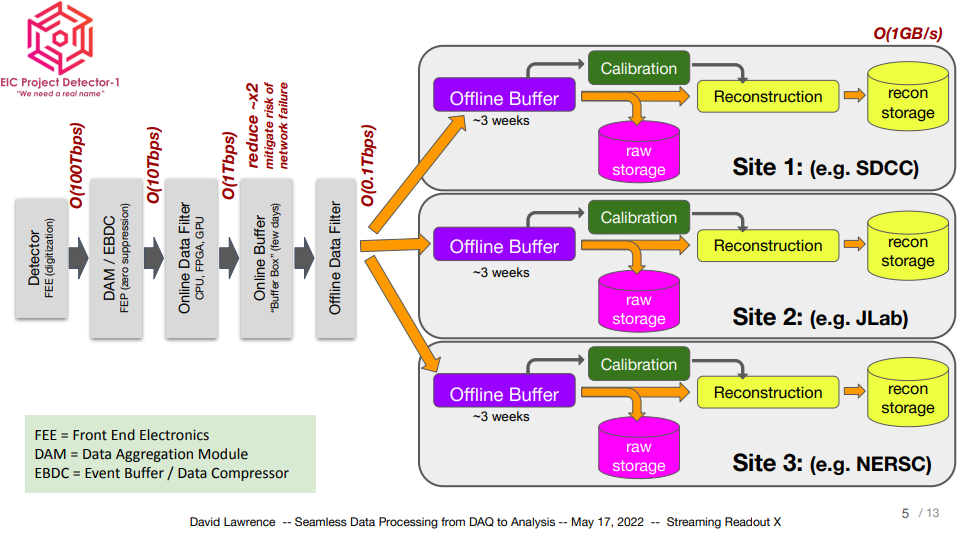 EIC Project Detector-1
"We need a real name"
O(100Tbps)
O(10Tbps)
O(1Tbps)
reduce ~x2
mitigate risk of
network failure
O(0.1Tbps)
O(1GB/s)
Detector
FEE (digitization)
DAM / EBDC
FEP (zero suppression)
Online Data Filter
CPU, FPGA, GPU
Online Buffer
"Buffer Box" (few days)
Offline Data Filter
Offline Buffer
~3 weeks
Calibration
Reconstruction
raw
storage
recon
storage
Site 1: (e.g. SDCC)
Offline Buffer
~3 weeks
Calibration
Reconstruction
raw
storage
recon
storage
Site 2: (e.g. JLab)
Offline Buffer
~3 weeks
Calibration
Reconstruction
raw
storage
recon
storage
Site 3: (e.g. NERSC)
FEE = Front End Electronics
DAM = Data Aggregation Module
EBDC = Event Buffer / Data Compressor
David Lawrence -- Seamless Data Processing from DAQ to Analysis -- May 17, 2022 -- Streaming Readout X
5 / 13